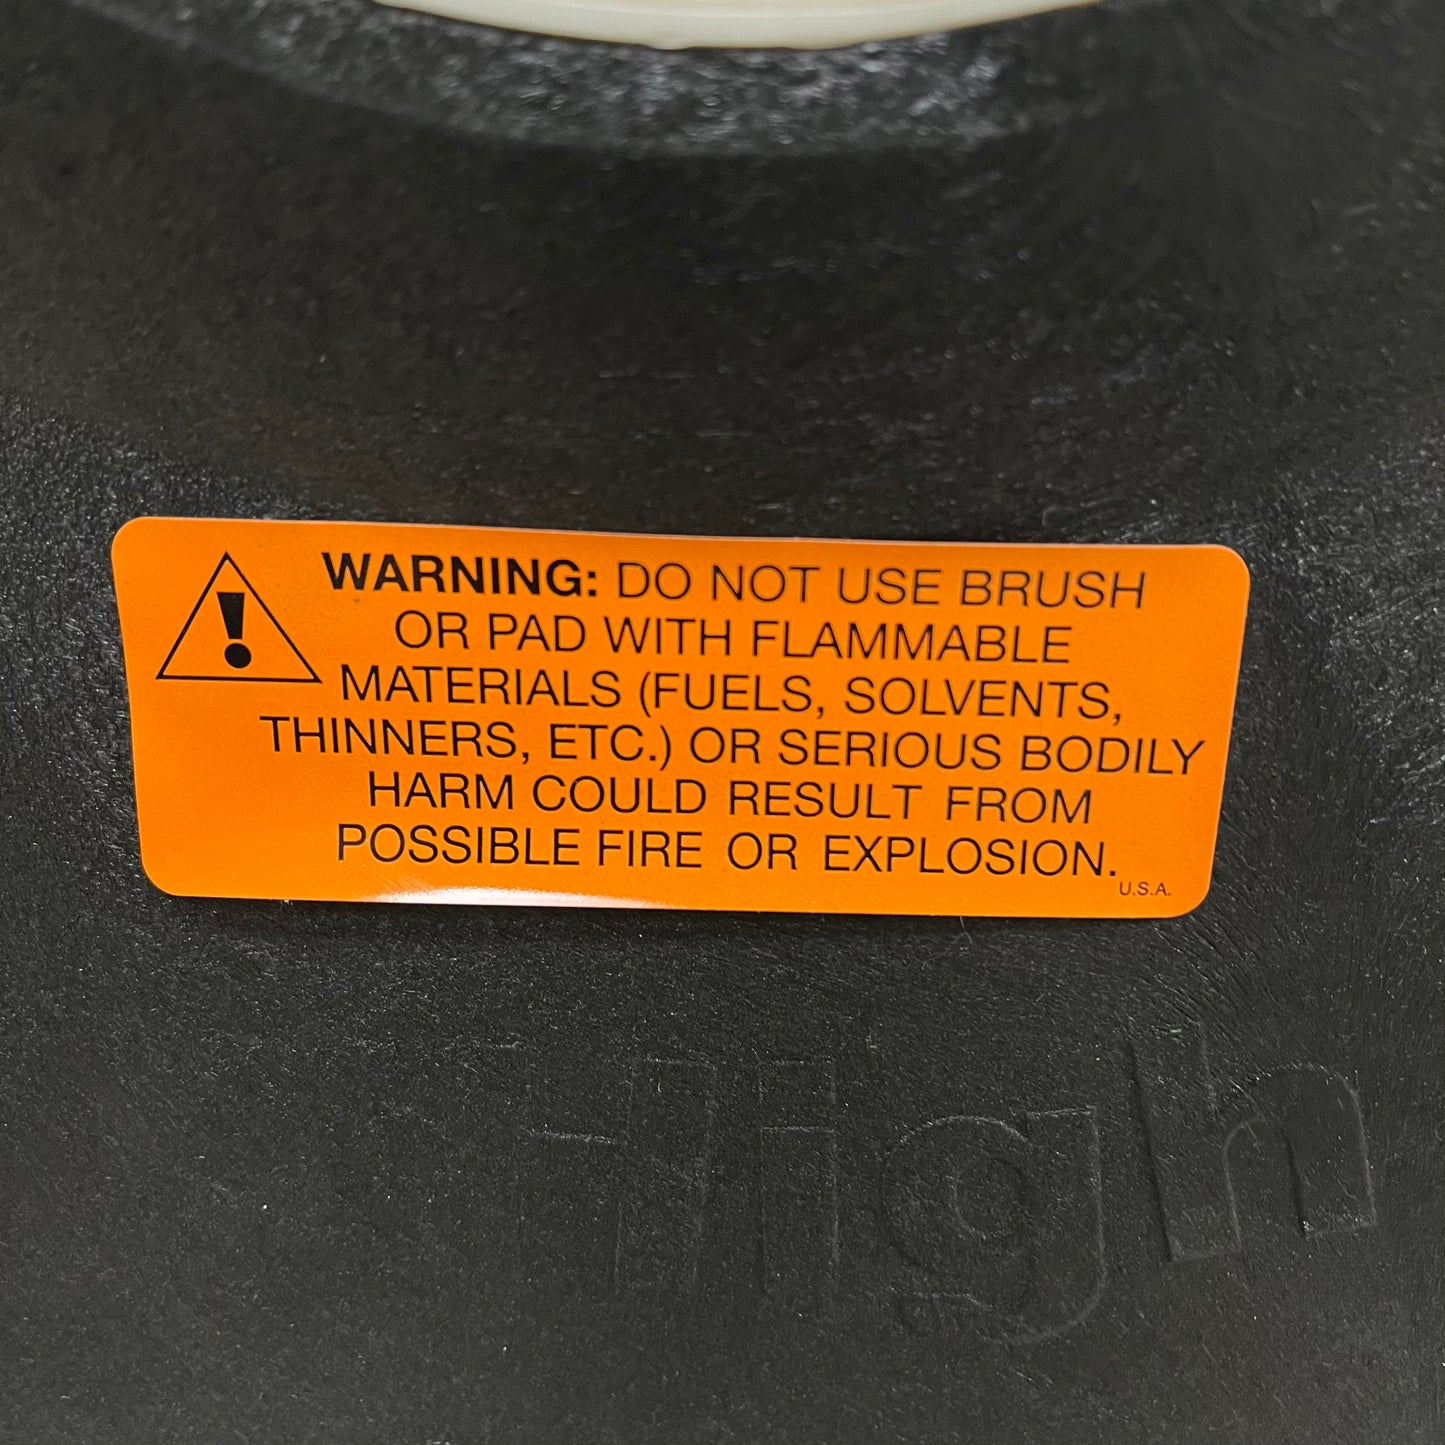 WARNING: DO NOT USE BRUSH
OR PAD WITH FLAMMABLE
MATERIALS (FUELS, SOLVENTS,
THINNERS, ETC.) OR SERIOUS BODILY
HARM COULD RESULT FROM
POSSIBLE FIRE OR EXPLOSION.
U.S.A.
High